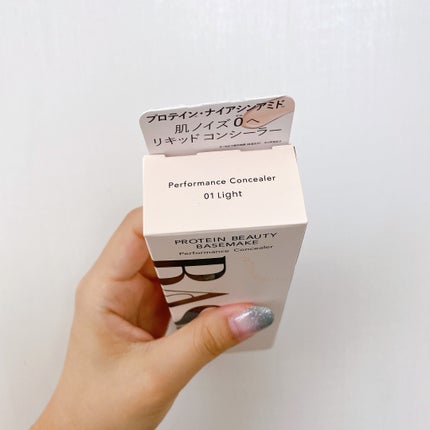 プロテイン・ナイアシンアミド
肌ノイズ0へ
リキッド コンシーラー
Performance Concealer
01 Light
PROTEIN BEAUTY
BASEMAKE
Performance Concealer